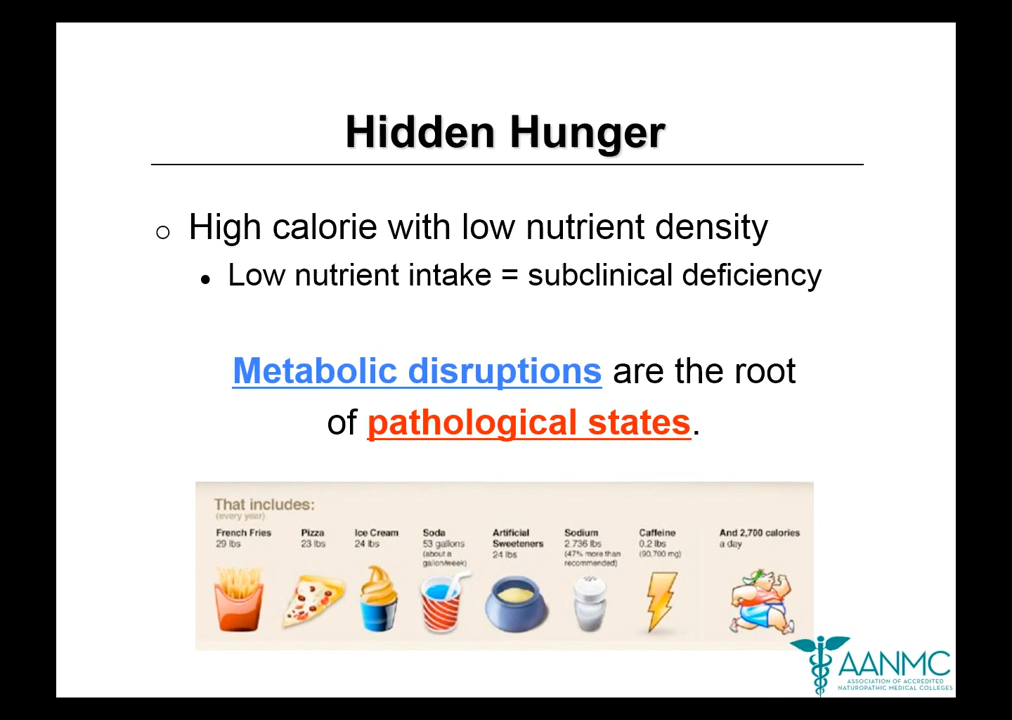 Hidden Hunger
High calorie with low nutrient density
Low nutrient intake = subclinical deficiency
Metabolic disruptions are the root
of pathological states.
That includes:
(every year)
French Fries
29 lbs
Pizza
23 lbs
Ice Cream
24 lbs
Soda
53 gallons
(about a
gallon/week)
Artificial
Sweeteners
24 lbs
Sodium
2.736 lbs
(47% more than
recommended)
Caffeine
0.2 lbs
(90,700 mg)
And 2,700 calories
a day
AANMC
ASSOCIATION OF ACCREDITED
NATUROPATHIC MEDICAL COLLEGES